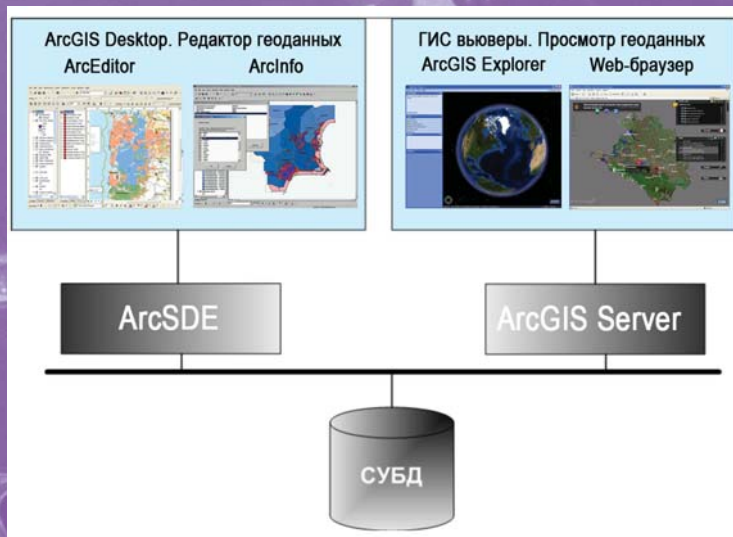 ArcGIS Desktop. Редактор геоданных
ArcEditor
ArcInfo
ГИС вьюверы. Просмотр геоданных
ArcGIS Explorer
Web-браузер
ArcSDE
ArcGIS Server
СУБД